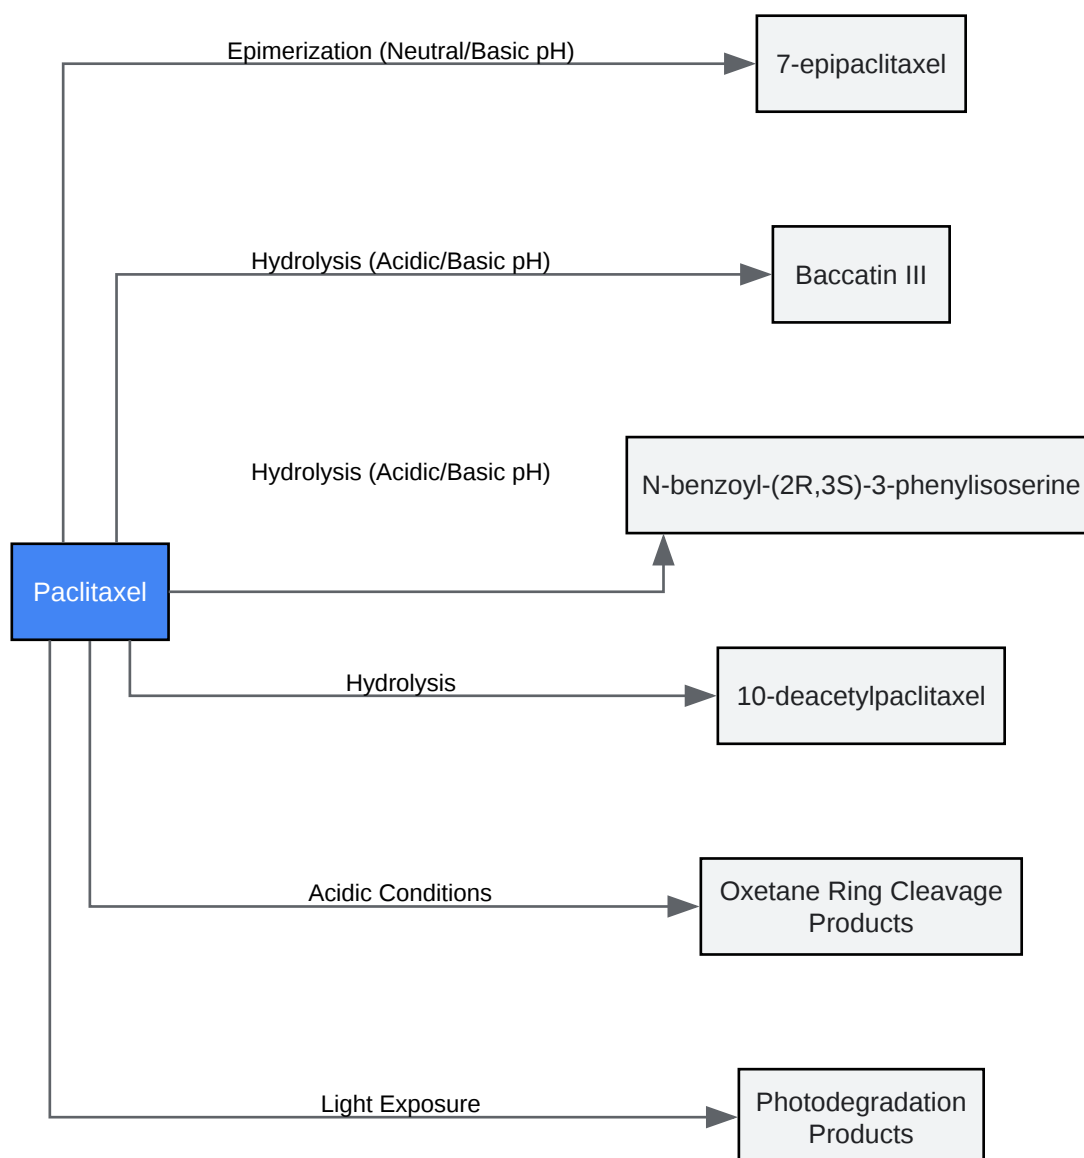 Epimerization (Neutral/Basic pH)
7-epipaclitaxel
Hydrolysis (Acidic/Basic pH)
Baccatin III
Hydrolysis (Acidic/Basic pH)
N-benzoyl-(2R,3S)-3-phenylisoserine
Paclitaxel
Hydrolysis
10-deacetylpaclitaxel
Acidic Conditions
Oxetane Ring Cleavage
Products
Light Exposure
Photodegradation
Products